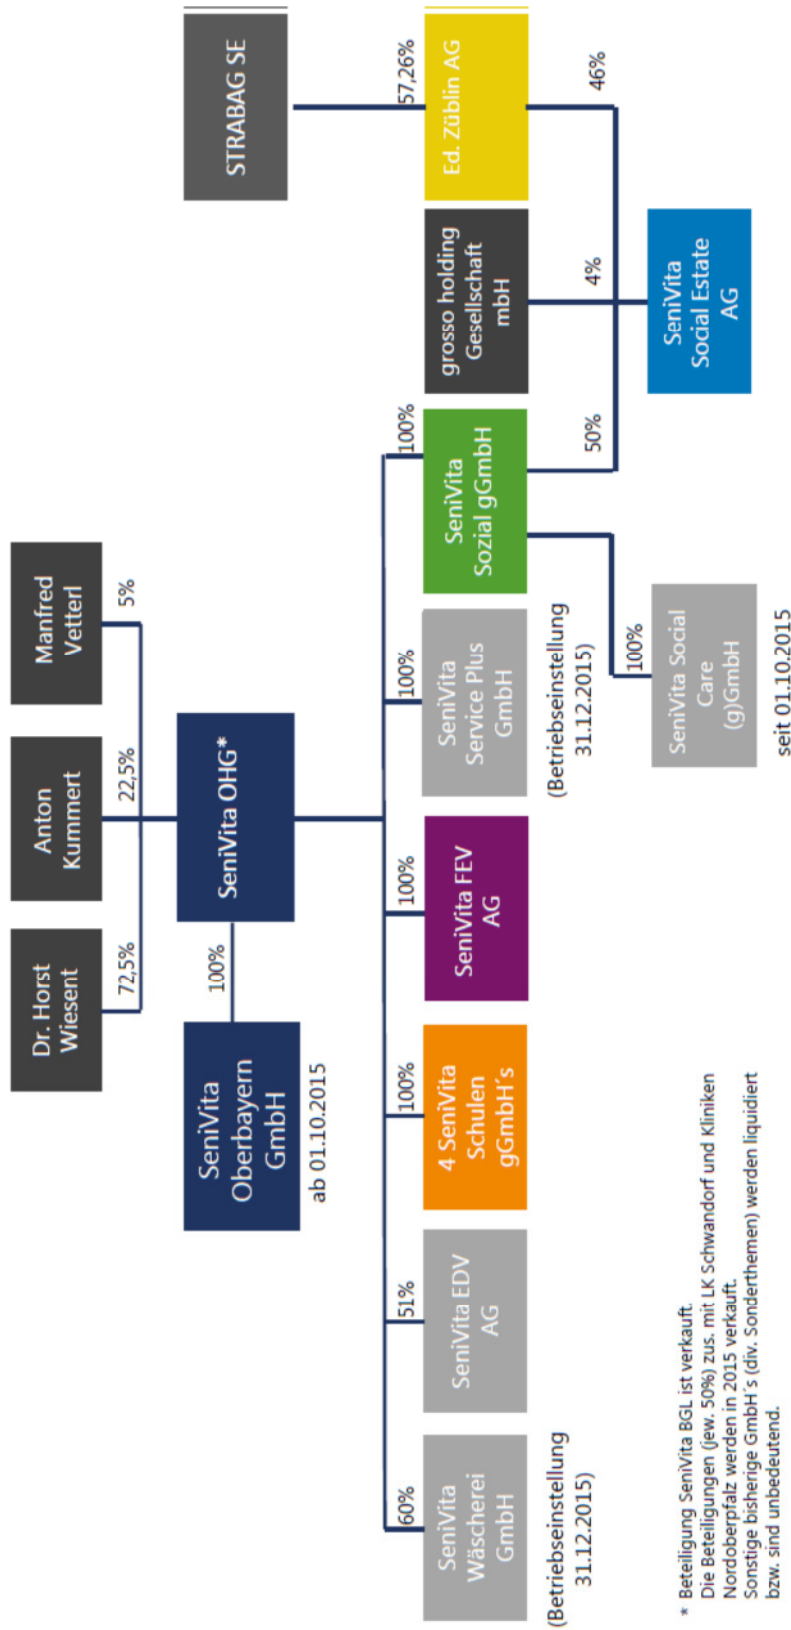 Dr. Horst
Wiesent
Anton
Kummert
Manfred
Vetterl
72,5%
22,5%
5%
SeniVita
Oberbayern
GmbH
ab 01.10.2015
100%
SeniVita OHG*
STRABAG SE
60%
51%
100%
100%
100%
100%
57,26%
SeniVita
Wäscherei
GmbH
(Betriebseinstellung
31.12.2015)
SeniVita EDV
AG
4 SeniVita
Schulen
gGmbH´s
SeniVita FEV
AG
SeniVita
Service Plus
GmbH
(Betriebseinstellung
31.12.2015)
SeniVita
Sozial gGmbH
grosso holding
Gesellschaft
mbH
Ed. Züblin AG
50%
4%
46%
100%
SeniVita Social
Care
(g)GmbH
seit 01.10.2015
SeniVita
Social Estate
AG
* Beteiligung SeniVita BGL ist verkauft.
Die Beteiligungen (jew. 50%) zus. mit LK Schwandorf und Kliniken
Nordoberpfalz werden in 2015 verkauft.
Sonstige bisherige GmbH´s (div. Sonderthemen) werden liquidiert
bzw. sind unbedeutend.